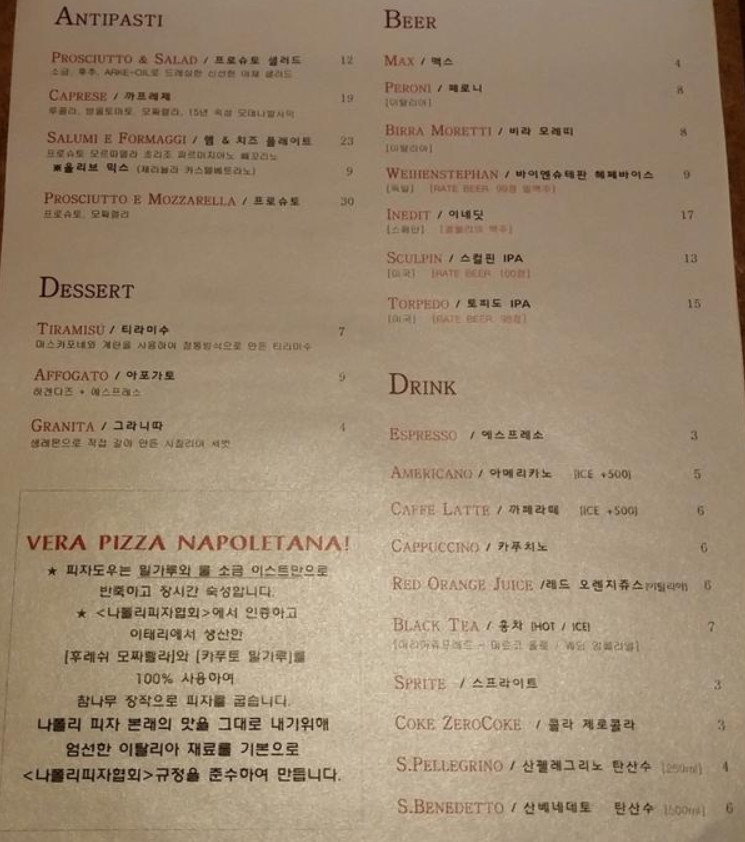 ANTIPASTI
PROSCIUTTO & SALAD / 프로슈토 샐러드 12
소금, 후추, ARKE-OIL로 드레싱한 신선한 야채 샐러드
CAPRESE / 까프레제 19
루꼴라, 방울토마토, 모짜렐라, 15년 숙성 모데나발사믹
SALUMI E FORMAGGI / 햄 & 치즈 플레이트 23
프로슈토 모르따델라 초리조 파르미지아노 빼꼬리노
올리브 믹스 (체리뇰라 카스텔베트라노) 9
PROSCIUTTO E MOZZARELLA / 프로슈토 30
프로슈토, 모짜렐라
DESSERT
TIRAMISU / 티라미수 7
마스카포네와 계란을 사용하여 정통방식으로 만든 티라미수
AFFOGATO / 아포가토 9
하겐다즈 + 에스프레스
GRANITA / 그라니따 4
생레몬으로 직접 갈아 만든 시칠리아 셔벗
VERA PIZZA NAPOLETANA!
★ 피자도우는 밀가루와 물 소금 이스트만으로
반죽하고 장시간 숙성합니다.
★ <나폴리피자협회>에서 인증하고
이태리에서 생산한
[후레쉬 모짜렐라]와 [카푸토 밀가루]를
100% 사용하여
참나무 장작으로 피자를 굽습니다.
나폴리 피자 본래의 맛을 그대로 내기위해
엄선한 이탈리아 재료를 기본으로
<나폴리피자협회>규정을 준수하여 만듭니다.
BEER
MAX / 맥스 4
PERONI / 페로니 8
[이탈리아]
BIRRA MORETTI / 비라 모레띠 8
[이탈리아]
WEIHENSTEPHAN / 바이엔슈테판 헤페바이스 9
[독일] [RATE BEER 99점 밀맥주]
INEDIT / 이네딧 17
[스페인] [엘불리의 맥주]
SCULPIN / 스컬핀 IPA 13
[미국] [RATE BEER 100점]
TORPEDO / 토피도 IPA 15
[미국] [RATE BEER 98점]
DRINK
ESPRESSO / 에스프레소 3
AMERICANO / 아메리카노 [ICE +500] 5
CAFFE LATTE / 까페라떼 [ICE +500] 6
CAPPUCCINO / 카푸치노 6
RED ORANGE JUICE /레드 오렌지쥬스[이탈리아] 6
BLACK TEA / 홍차 [HOT / ICE] 7
[마리아쥬프레드 - 마르코 폴로 / 웨딩 임페리얼]
SPRITE / 스프라이트 3
COKE ZEROCOKE / 콜라 제로콜라 3
S.PELLEGRINO / 산펠레그리노 탄산수 [250ml] 4
S.BENEDETTO / 산베네데토 탄산수 [500ml] 6